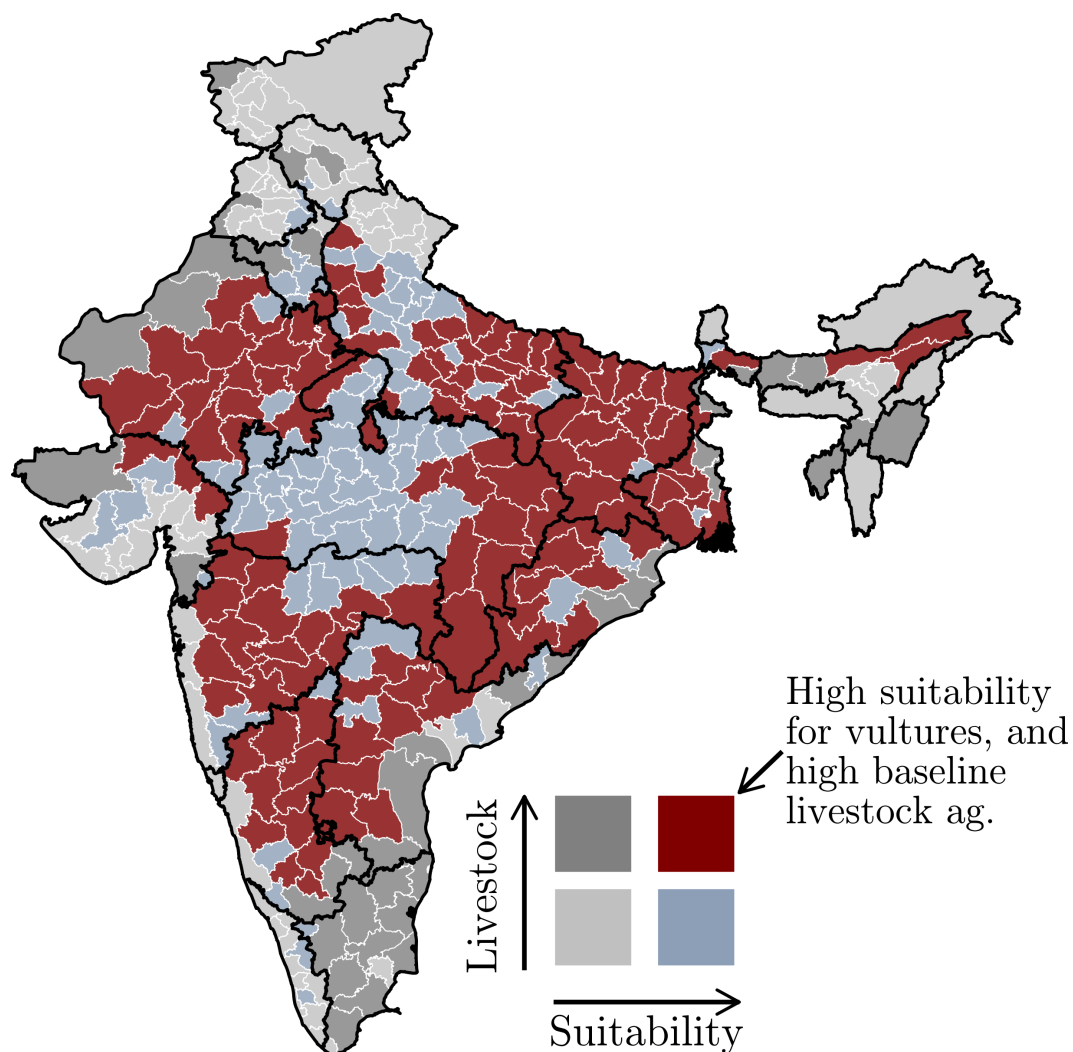 High suitability
for vultures, and
high baseline
livestock ag.
Livestock
Suitability